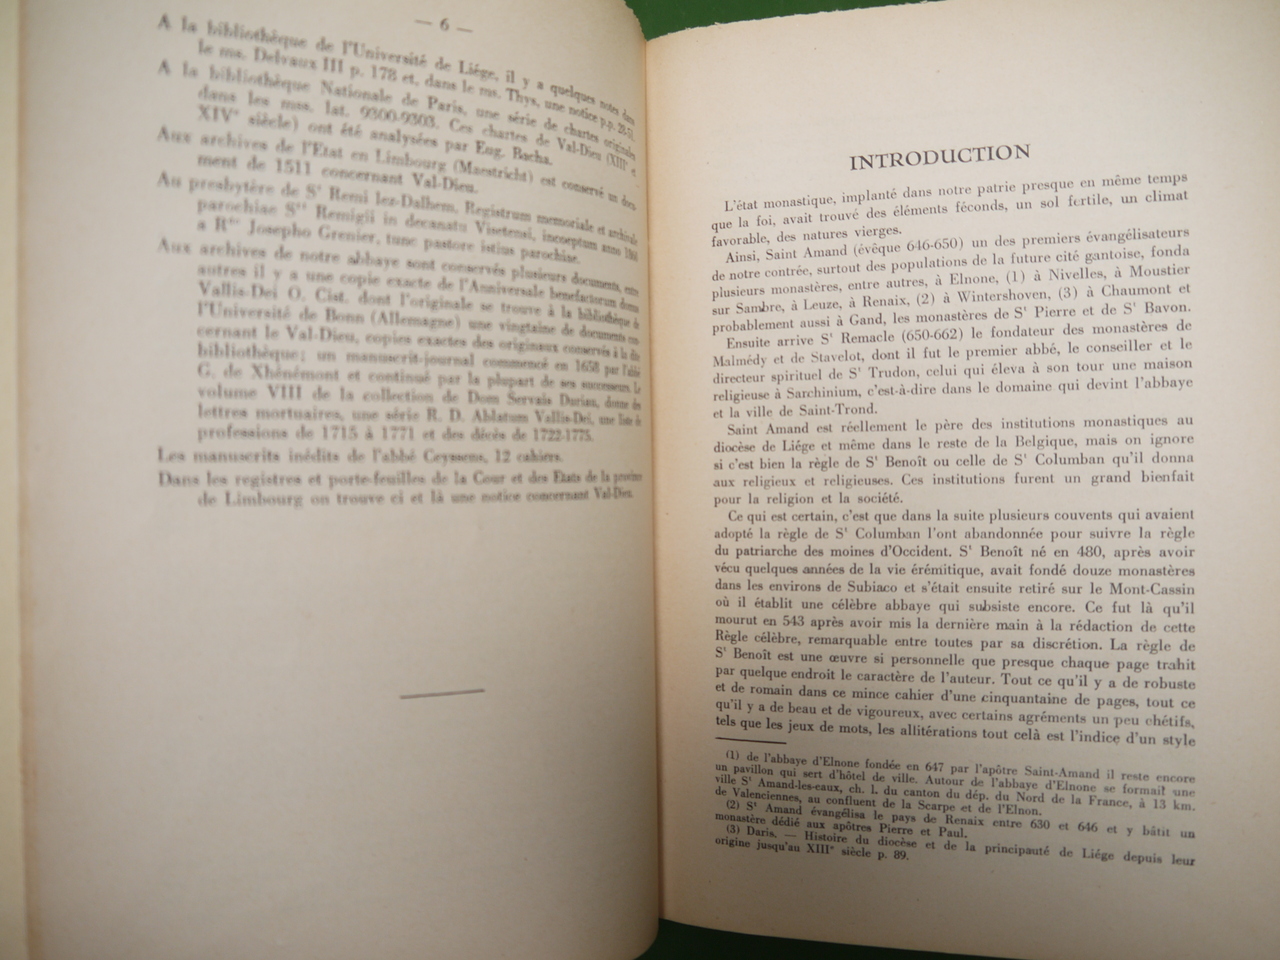 — 6 —
A la bibliothèque de l'Université de Liége, il y a quelques notes dans
le ms. Delvaux III p. 178 et, dans le ms. Thys, une notice p.p. 28-51.
A la bibliothèque Nationale de Paris, une série de chartes originales
dans les mss. lat. 9300-9303. Ces chartes de Val-Dieu (XIIIe et
XIVe siècle) ont été analysées par Eug. Bacha.
Aux archives de l'Etat en Limbourg (Maestricht) est conservé un docu-
ment de 1511 concernant Val-Dieu.
Au presbytère de St Remi lez-Dalhem, Registrum memoriale et archivale
parochiae Sti Remigii in decanatu Visetensi, inceeptum anno
a Rdo Josepho Grenier, tunc pastore istius parochiae.
Aux archives de notre abbaye sont conservés plusieurs documents, entre
autres il y a une copie exacte de l'Anniversale benefactorum domus
Vallis-Dei O. Cist. dont l'originale se trouve à la bibliothèque de
l'Université de Bonn (Allemagne) une vingtaine de documents con-
cernant le Val-Dieu, copies exactes des originaux conservés à la dite
bibliothèque; un manuscrit-journal commencé en 1658 par l'abbé
G. de Xhénémont et continué par la plupart de ses successeurs. Le
volume VIII de la collection de Dom Servais Duriau, donne des
lettres mortuaires, une série R. D. Ablatum Vallis-Dei, une liste de
professions de 1715 à 1771 et des décès de 1722-1775.
Les manuscrits inédits de l'abbé Ceyssens, 12 cahiers.
Dans les registres et porte-feuilles de la Cour et des Etats de la province
de Limbourg on trouve ci et là une notice concernant Val-Dieu.
INTRODUCTION
L'état monastique, implanté dans notre patrie presque en même temps
que la foi, avait trouvé des éléments féconds, un sol fertile, un climat
favorable, des natures vierges.
Ainsi, Saint Amand (évêque 646-650) un des premiers évangélisateurs
de notre contrée, surtout des populations de la future cité gantoise, fonda
plusieurs monastères, entre autres, à Elnone, (1) à Nivelles, à Moustier
sur Sambre, à Leuze, à Renaix, (2) à Wintershoven, (3) à Chaumont et
probablement aussi à Gand, les monastères de St Pierre et de St Bavon.
Ensuite arrive St Remacle (650-662) le fondateur des monastères de
Malmédy et de Stavelot, dont il fut le premier abbé, le conseiller et le
directeur spirituel de St Trudon, celui qui éleva à son tour une maison
religieuse à Sarchinium, c'est-à-dire dans le domaine qui devint l'abbaye
et la ville de Saint-Trond.
Saint Amand est réellement le père des institutions monastiques au
diocèse de Liége et même dans le reste de la Belgique, mais on ignore
si c'est bien la règle de St Benoît ou celle de St Columban qu'il donna
aux religieux et religieuses. Ces institutions furent un grand bienfait
pour la religion et la société.
Ce qui est certain, c'est que dans la suite plusieurs couvents qui avaient
adopté la règle de St Columban l'ont abandonnée pour suivre la règle
du patriarche des moines d'Occident. St Benoît né en 480, après avoir
vécu quelques années de la vie érémitique, avait fondé douze monastères
dans les environs de Subiaco et s'était ensuite retiré sur le Mont-Cassin
où il établit une célèbre abbaye qui subsiste encore. Ce fut là qu'il
mourut en 543 après avoir mis la dernière main à la rédaction de cette
Règle célèbre, remarquable entre toutes par sa discrétion. La règle de
St Benoît est une œuvre si personnelle que presque chaque page trahit
par quelque endroit le caractère de l'auteur. Tout ce qu'il y a de robuste
et de romain dans ce mince cahier d'une cinquantaine de pages, tout ce
qu'il y a de beau et de vigoureux, avec certains agréments un peu chétifs,
tels que les jeux de mots, les allitérations tout celà est l'indice d'un style
(1) de l'abbaye d'Elnone fondée en 647 par l'apôtre Saint-Amand il reste encore
un pavillon qui sert d'hôtel de ville. Autour de l'abbaye d'Elnone se formait une
ville St Amand-les-eaux, ch. l. du canton du dép. du Nord de la France, à 13 km.
de Valenciennes, au confluent de la Scarpe et de l'Elnon.
(2) St Amand évangélisa le pays de Renaix entre 630 et 646 et y bâtit un
monastère dédié aux apôtres Pierre et Paul.
(3) Daris. — Histoire du diocèse et de la principauté de Liége depuis leur
origine jusqu'au XIIIe siècle p. 89.